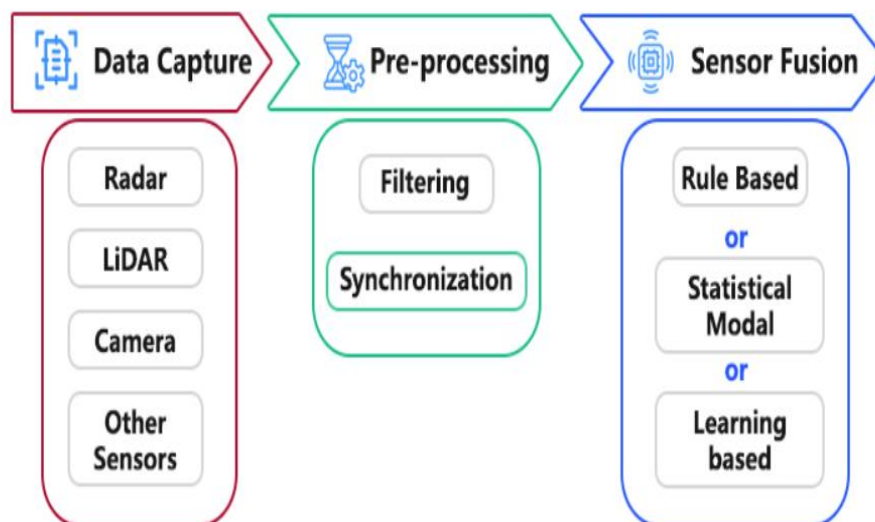 Data Capture
Pre-processing
Sensor Fusion
Radar
LiDAR
Camera
Other
Sensors
Filtering
Synchronization
Rule Based
or
Statistical
Modal
or
Learning
based